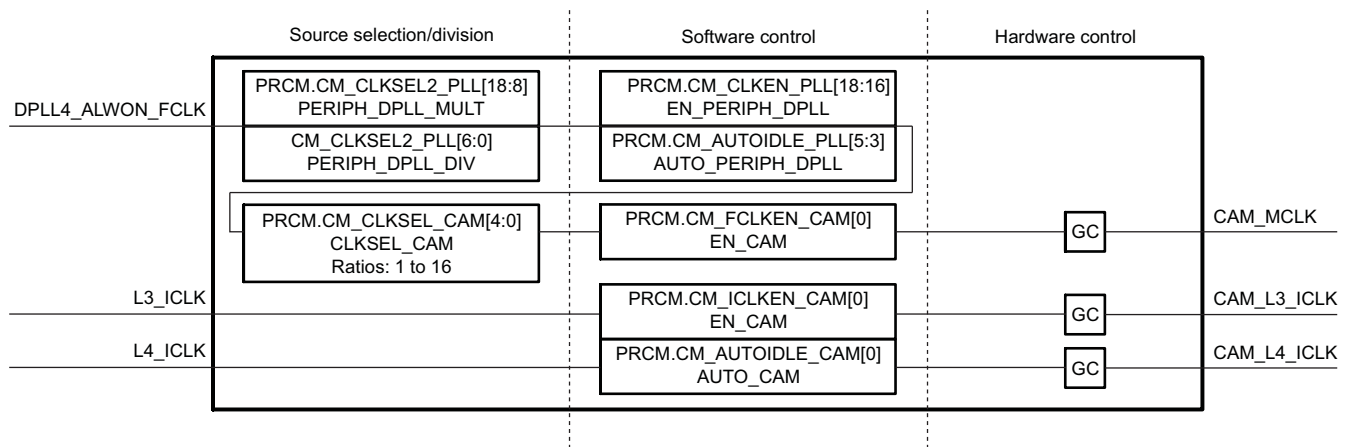 Source selection/division
Software control
Hardware control
DPLL4_ALWON_FCLK
PRCM.CM_CLKSEL2_PLL[18:8]
PERIPH_DPLL_MULT
CM_CLKSEL2_PLL[6:0]
PERIPH_DPLL_DIV
PRCM.CM_CLKEN_PLL[18:16]
EN_PERIPH_DPLL
PRCM.CM_AUTOIDLE_PLL[5:3]
AUTO_PERIPH_DPLL
PRCM.CM_CLKSEL_CAM[4:0]
CLKSEL_CAM
Ratios: 1 to 16
PRCM.CM_FCLKEN_CAM[0]
EN_CAM
GC
CAM_MCLK
L3_ICLK
PRCM.CM_ICLKEN_CAM[0]
EN_CAM
GC
CAM_L3_ICLK
L4_ICLK
PRCM.CM_AUTOIDLE_CAM[0]
AUTO_CAM
GC
CAM_L4_ICLK